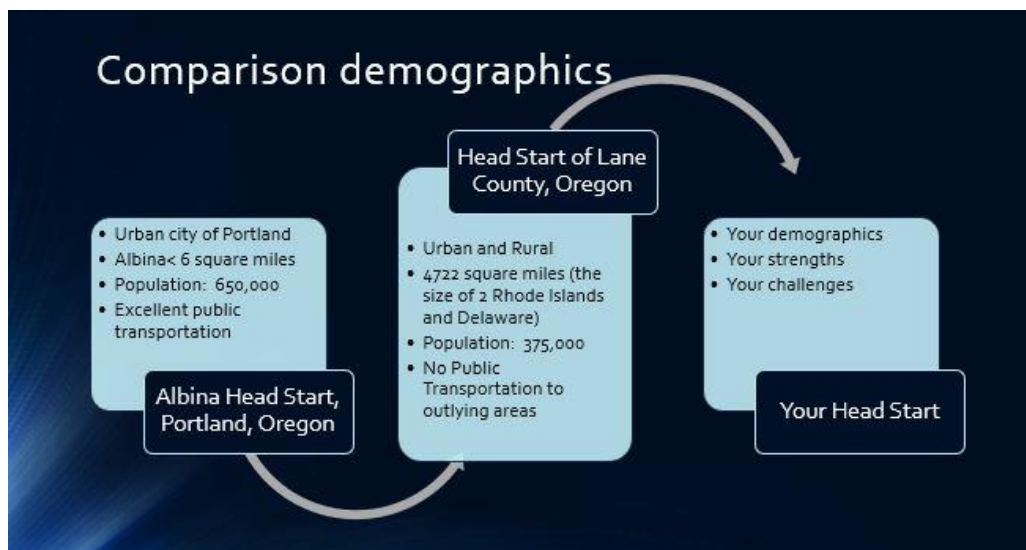 Comparison demographics
• Urban city of Portland
• Albina< 6 square miles
• Population: 650,000
• Excellent public
transportation
Albina Head Start,
Portland, Oregon
Head Start of Lane
County, Oregon
• Urban and Rural
• 4722 square miles (the
size of 2 Rhode Islands
and Delaware)
• Population: 375,000
• No Public
Transportation to
outlying areas
• Your demographics
• Your strengths
• Your challenges
Your Head Start